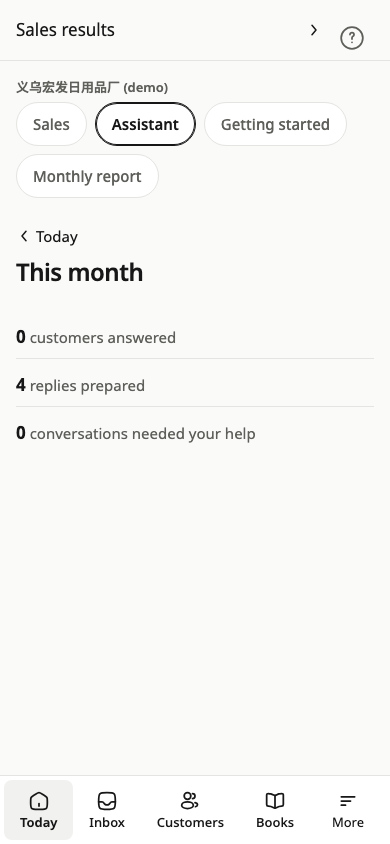 Sales results
义乌宏发日用品厂 (demo)
Sales
Assistant
Getting started
Monthly report
Today
This month
0 customers answered
4 replies prepared
0 conversations needed your help
Today
Inbox
Customers
Books
More